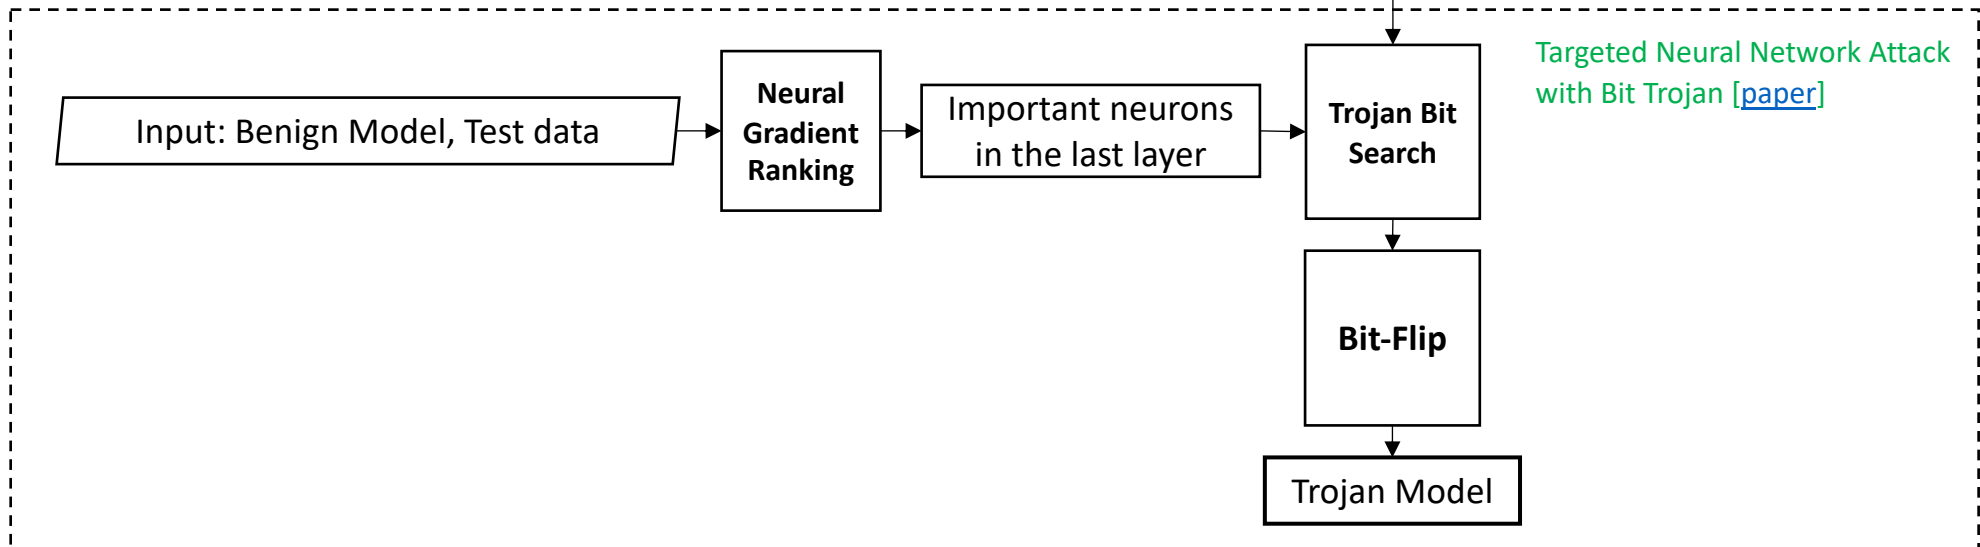 Targeted Neural Network Attack
with Bit Trojan [paper]
Input: Benign Model, Test data
Neural
Gradient
Ranking
Important neurons
in the last layer
Trojan Bit
Search
Bit-Flip
Trojan Model